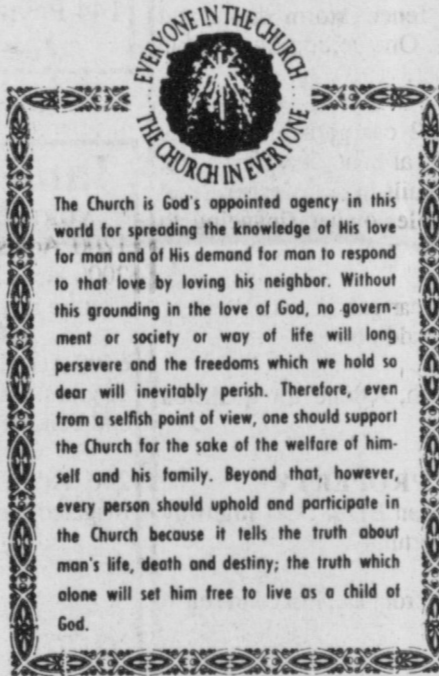 EVERYONE IN THE CHURCH
THE CHURCH IN EVERYONE
The Church is God's appointed agency in this
world for spreading the knowledge of His love
for man and of His demand for man to respond
to that love by loving his neighbor. Without
this grounding in the love of God, no govern-
ment or society or way of life will long
persevere and the freedoms which we hold so
dear will inevitably perish. Therefore, even
from a selfish point of view, one should support
the Church for the sake of the welfare of him-
self and his family. Beyond that, however,
every person should uphold and participate in
the Church because it tells the truth about
man's life, death and destiny; the truth which
alone will set him free to live as a child of
God.